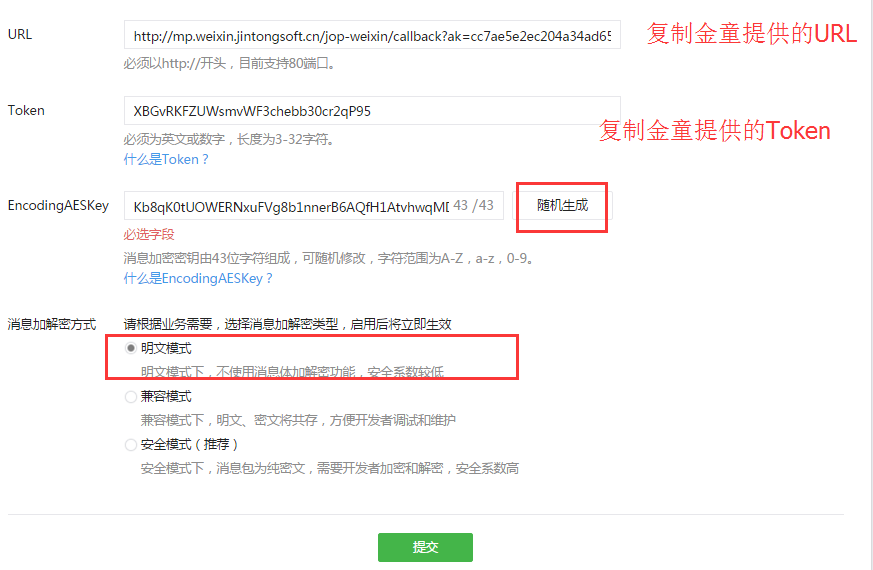 URL
http://mp.weixin.jintongsoft.cn/jop-weixin/callback?ak=cc7ae5e2ec204a34ad65
复制金童提供的URL
必须以http://开头，目前支持80端口。
Token
XBGvRKFZUWsmvWF3chebb30cr2qP95
复制金童提供的Token
必须为英文或数字，长度为3-32字符。
什么是Token？
EncodingAESKey
Kb8qK0tUOWERNxuFVg8b1nnerB6AQfH1AtvhwqMD 43 /43
随机生成
必选字段
消息加密密钥由43位字符组成，可随机修改，字符范围为A-Z，a-z，0-9。
什么是EncodingAESKey？
消息加解密方式
请根据业务需要，选择消息加解密类型，启用后将立即生效
明文模式
明文模式下，不使用消息体加解密功能，安全系数较低
兼容模式
兼容模式下，明文、密文将共存，方便开发者调试和维护
安全模式（推荐）
安全模式下，消息包为纯密文，需要开发者加密和解密，安全系数高
提交